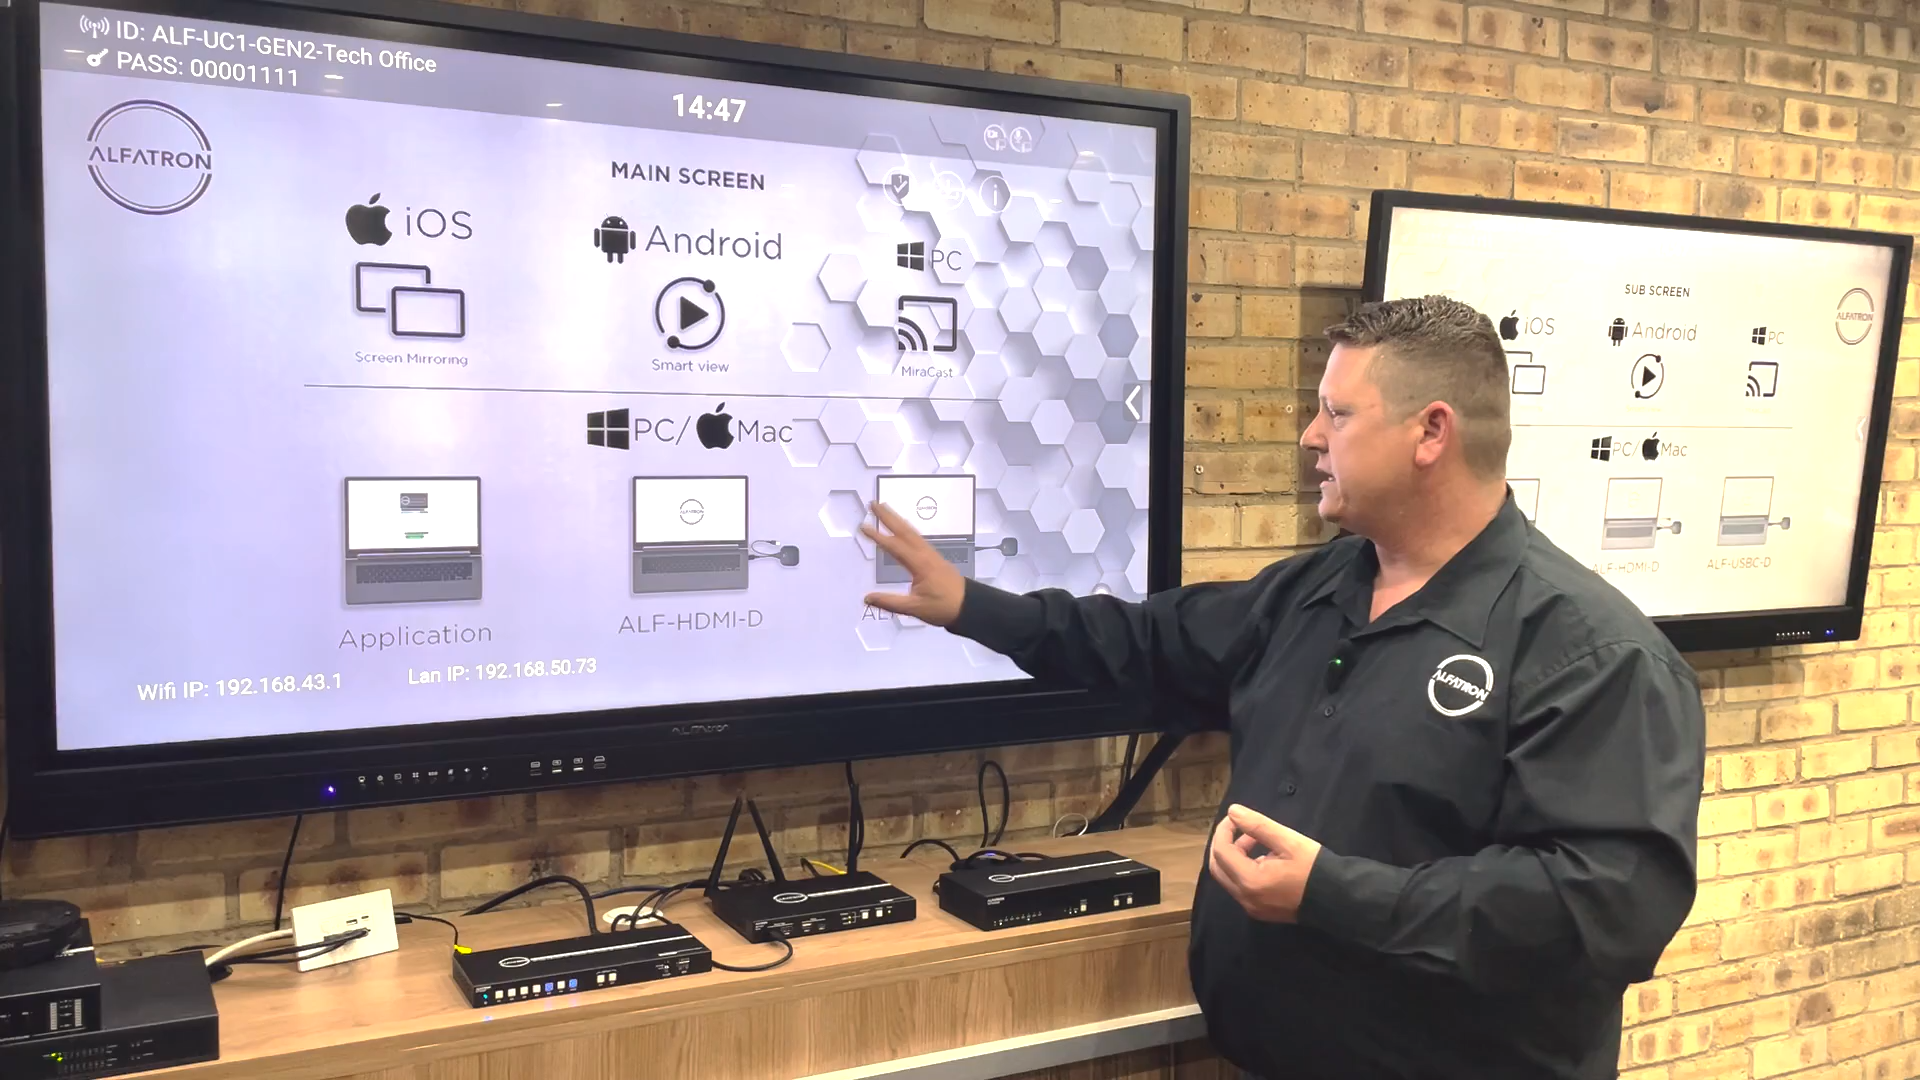 ID: ALF-UC1-GEN2-Tech Office
PASS: 00001111
14:47
ALFATRON
MAIN SCREEN
iOS
Android
PC
Screen Mirroring
Smart view
MiraCast
PC/Mac
Application
ALF-HDMI-D
Wifi IP: 192.168.43.1
Lan IP: 192.168.50.73
ALFATRON
SUB SCREEN
ALFATRON
iOS
Android
PC
PC/Mac
ALF-HDMI-D
ALF-USBC-D
ALFATRON